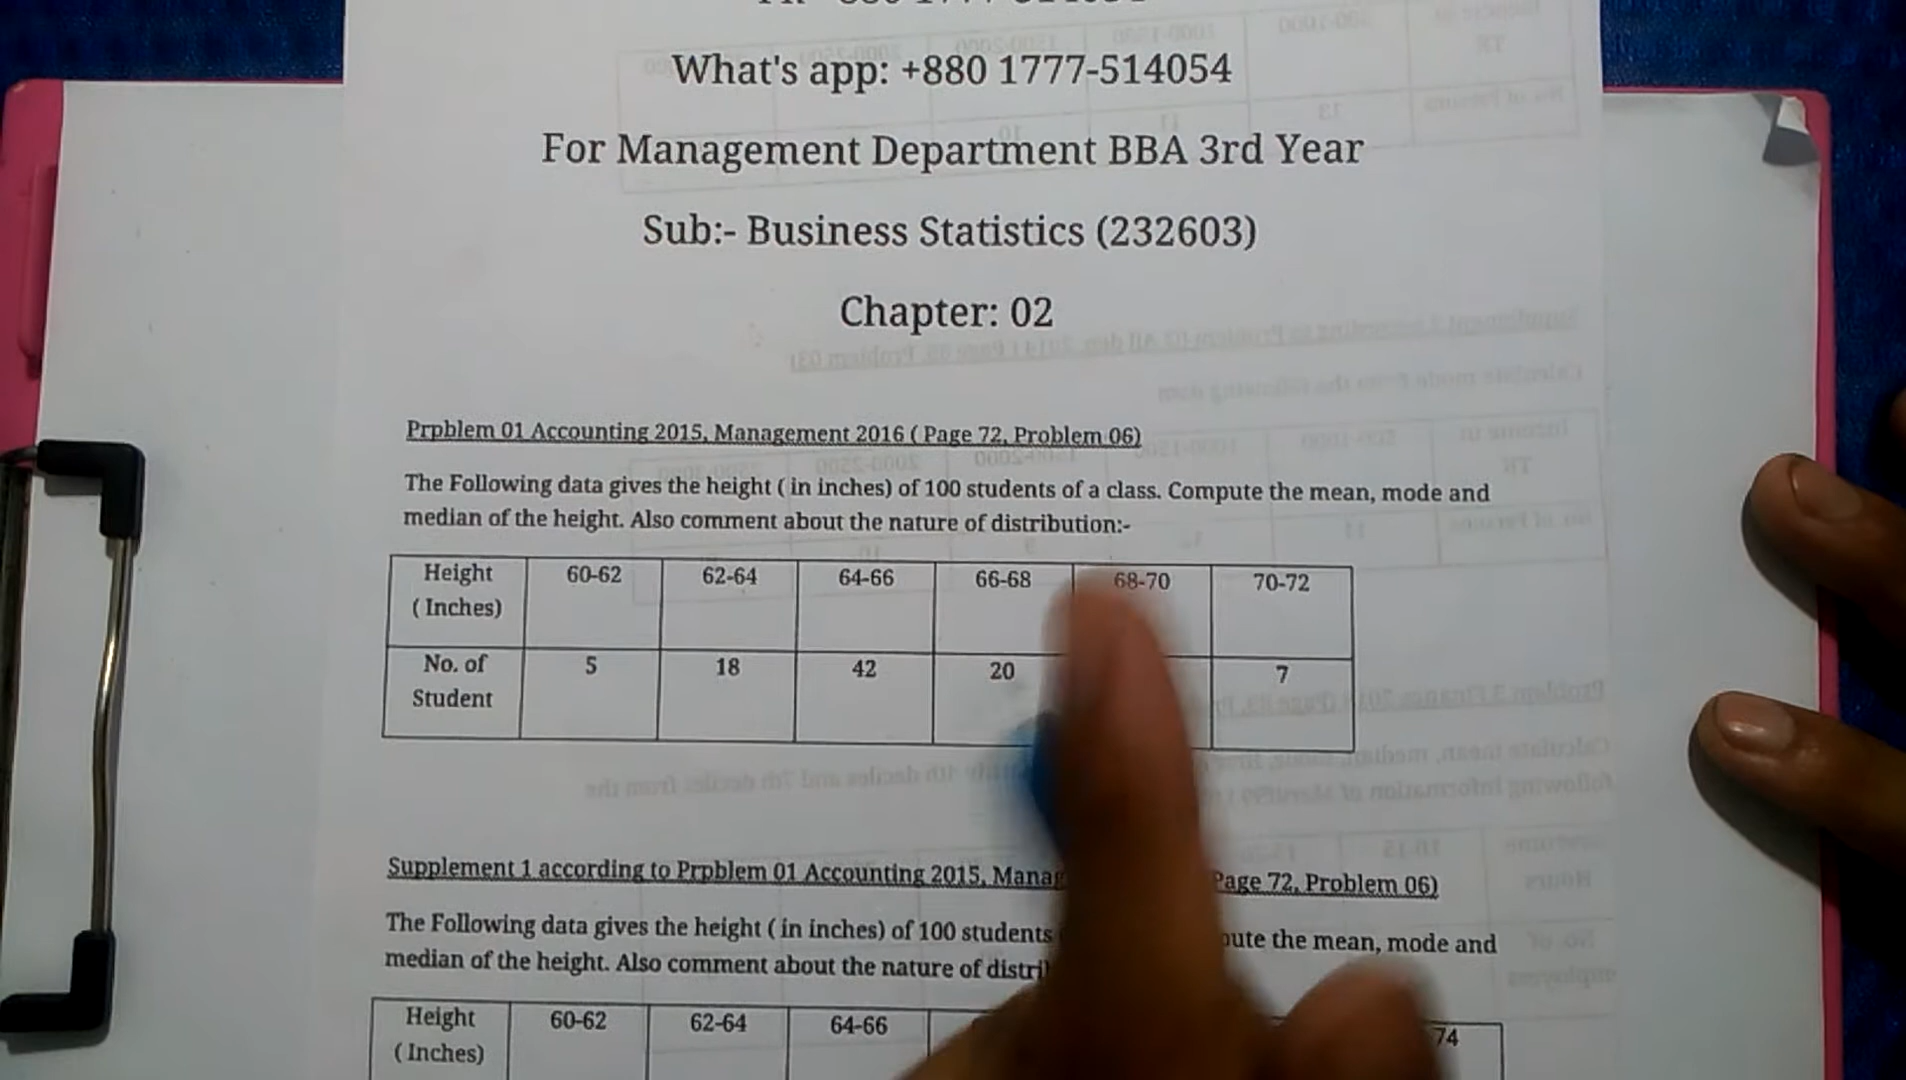 What's app: +880 1777-514054
For Management Department BBA 3rd Year
Sub:- Business Statistics (232603)
Chapter: 02
Prpblem 01 Accounting 2015, Management 2016 ( Page 72, Problem 06)
The Following data gives the height ( in inches) of 100 students of a class. Compute the mean, mode and
median of the height. Also comment about the nature of distribution:-
Height 60-62 62-64 64-66 66-68 68-70 70-72
( Inches)
No. of 5 18 42 20 7
Student
Supplement 1 according to Prpblem 01 Accounting 2015, Page 72, Problem 06)
The Following data gives the height ( in inches) of 100 students the mean, mode and
median of the height. Also comment about the nature of
Height 60-62 62-64 64-66 74
( Inches)